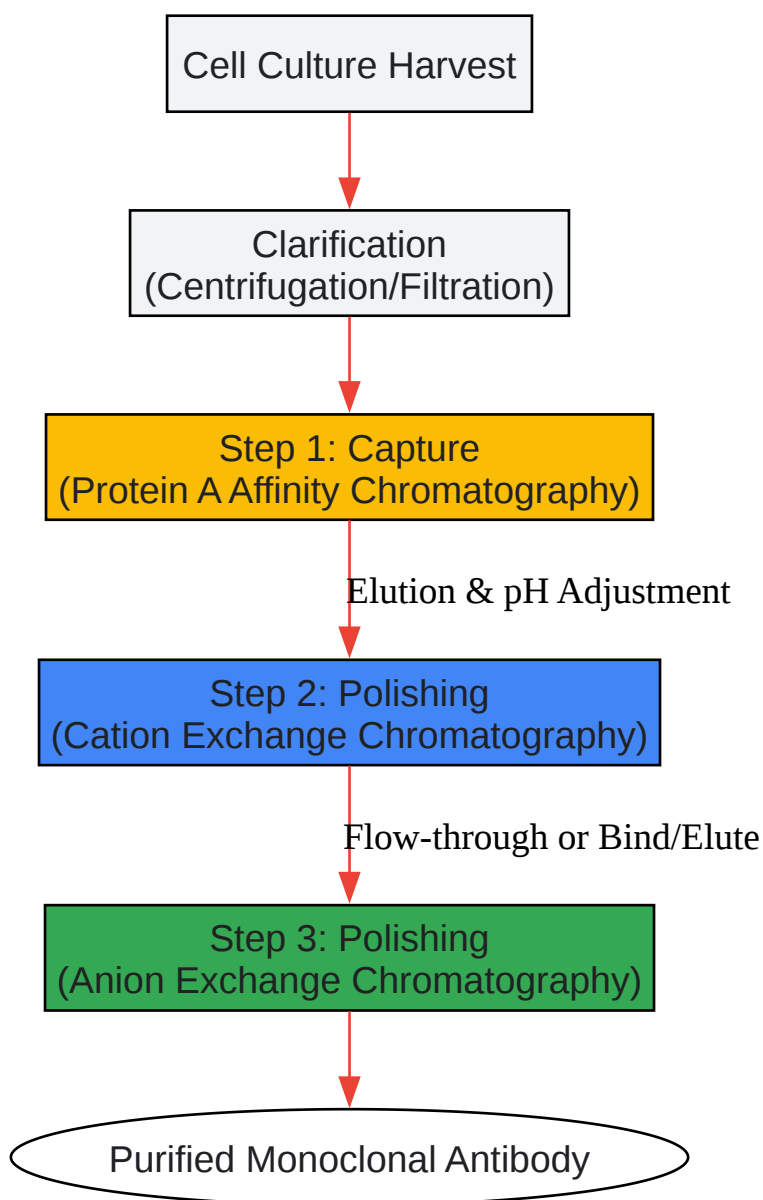 Cell Culture Harvest
Clarification
(Centrifugation/Filtration)
Step 1: Capture
(Protein A Affinity Chromatography)
Elution & pH Adjustment
Step 2: Polishing
(Cation Exchange Chromatography)
Flow-through or Bind/Elute
Step 3: Polishing
(Anion Exchange Chromatography)
Purified Monoclonal Antibody